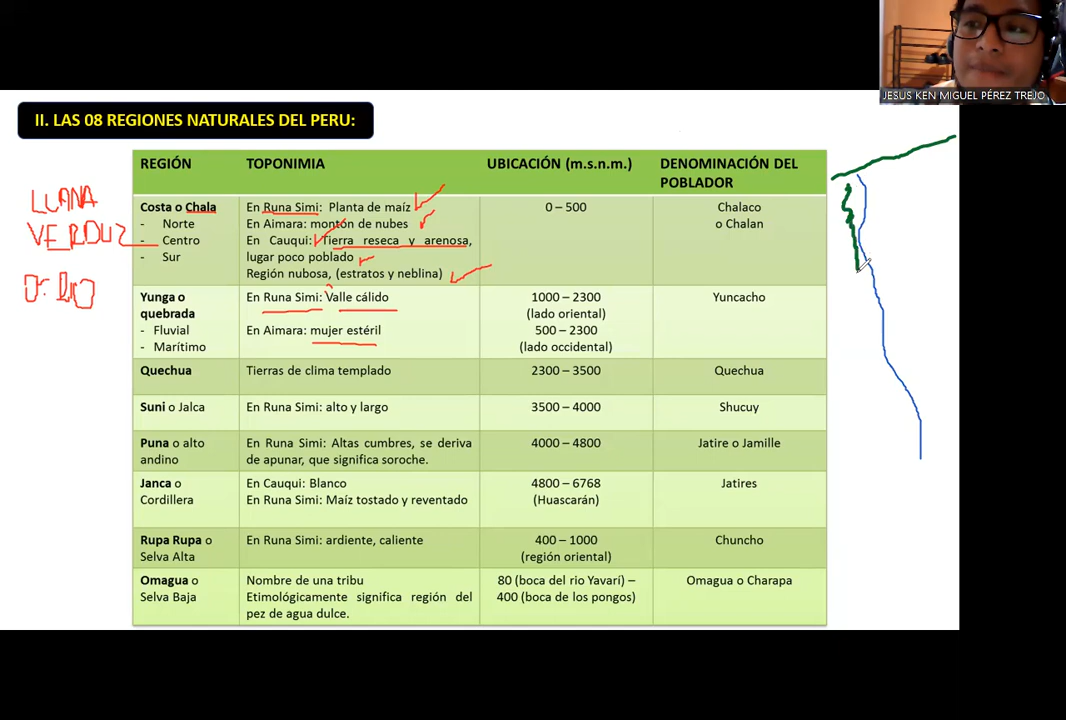 JESUS KEN MIGUEL PÉREZ TREJO
II. LAS 08 REGIONES NATURALES DEL PERU:
REGIÓN
TOPONIMIA
UBICACIÓN (m.s.n.m.)
DENOMINACIÓN DEL
POBLADOR
Costa o Chala
- Norte
- Centro
- Sur
En Runa Simi: Planta de maíz
En Aimara: montón de nubes
En Cauqui: Tierra reseca y arenosa,
lugar poco poblado
Región nubosa, (estratos y neblina)
0 – 500
Chalaco
o Chalan
Yunga o
quebrada
- Fluvial
- Marítimo
En Runa Simi: Valle cálido
En Aimara: mujer estéril
1000 – 2300
(lado oriental)
500 – 2300
(lado occidental)
Yuncacho
Quechua
Tierras de clima templado
2300 – 3500
Quechua
Suni o Jalca
En Runa Simi: alto y largo
3500 – 4000
Shucuy
Puna o alto
andino
En Runa Simi: Altas cumbres, se deriva
de apunar, que significa soroche.
4000 – 4800
Jatire o Jamille
Janca o
Cordillera
En Cauqui: Blanco
En Runa Simi: Maíz tostado y reventado
4800 – 6768
(Huascarán)
Jatires
Rupa Rupa o
Selva Alta
En Runa Simi: ardiente, caliente
400 – 1000
(región oriental)
Chuncho
Omagua o
Selva Baja
Nombre de una tribu
Etimológicamente significa región del
pez de agua dulce.
80 (boca del rio Yavarí) –
400 (boca de los pongos)
Omagua o Charapa